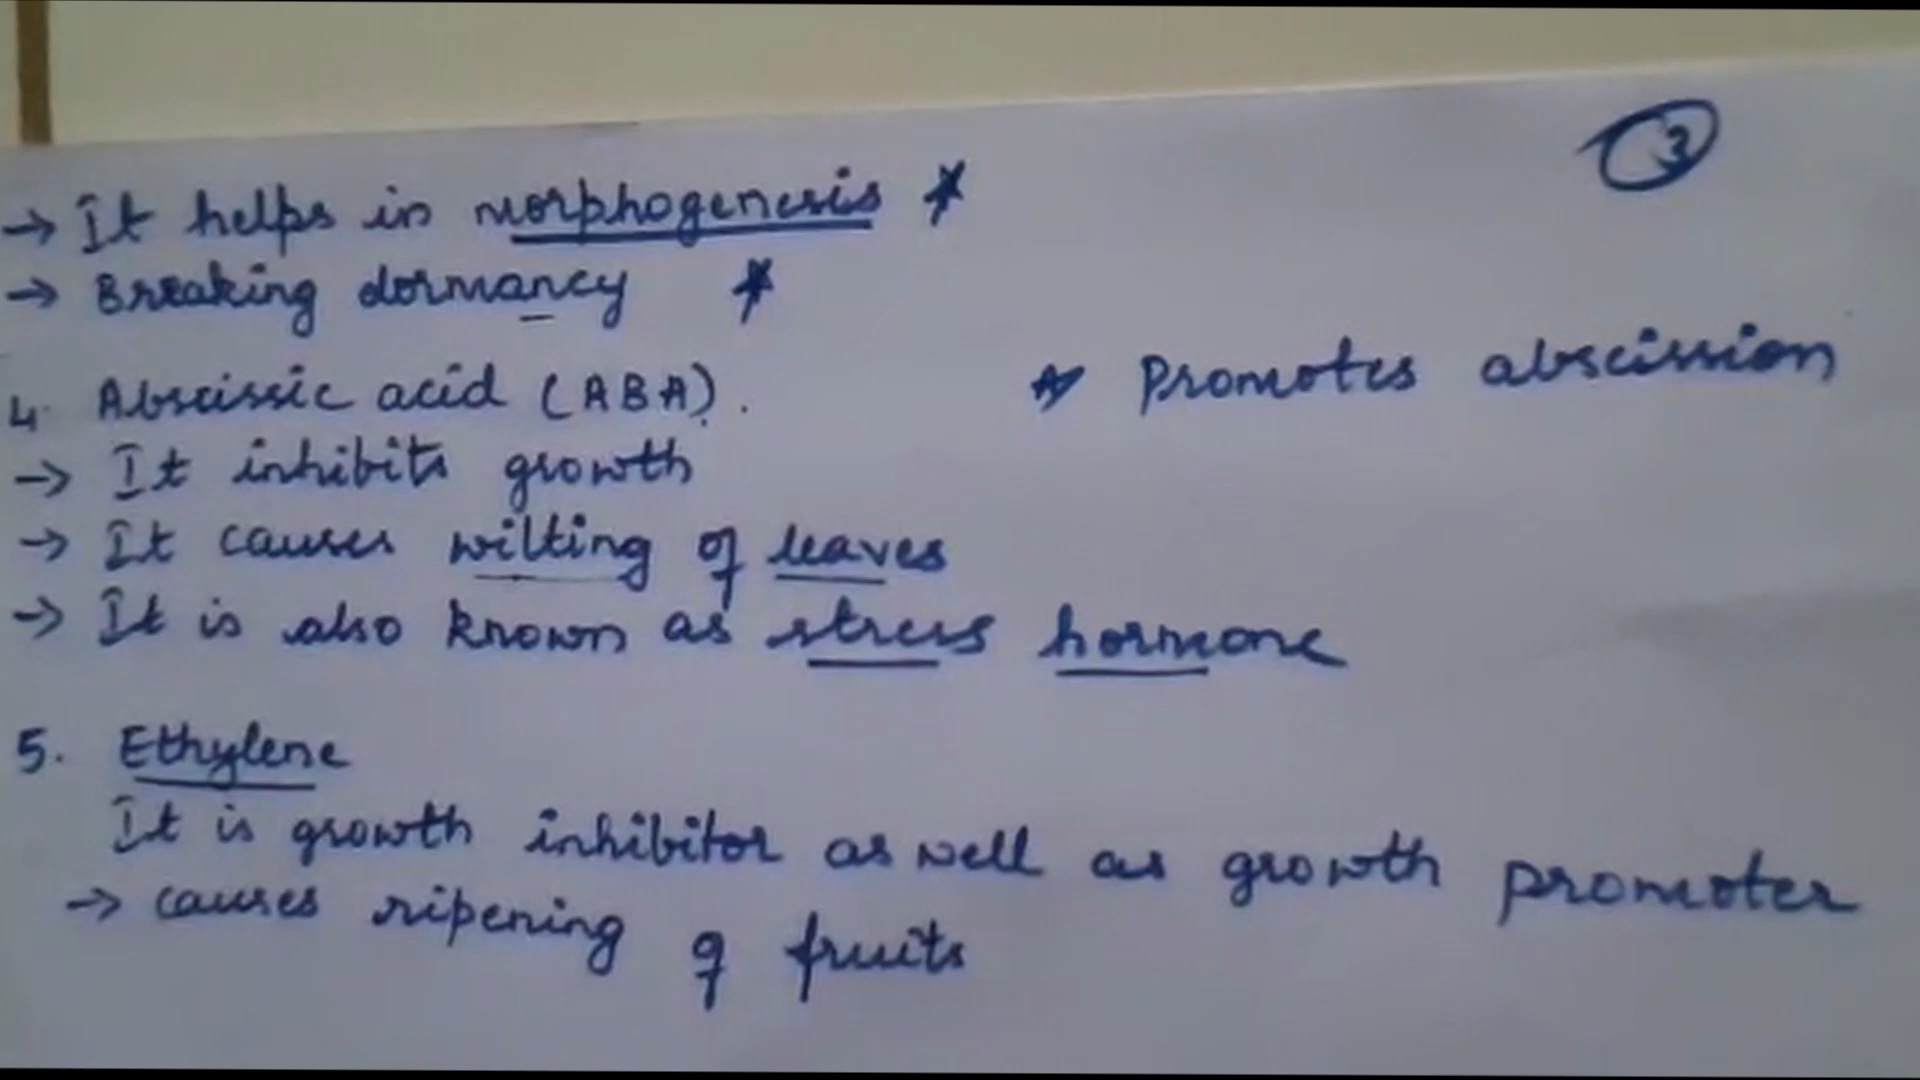 3
→ It helps in morphogenesis *
→ Breaking dormancy *
4. Abscissic acid (ABA). * Promotes abscission
→ It inhibits growth
→ It causes wilting of leaves
→ It is also known as stress hormone
5. Ethylene
It is growth inhibitor as well as growth promoter
→ causes ripening of fruits